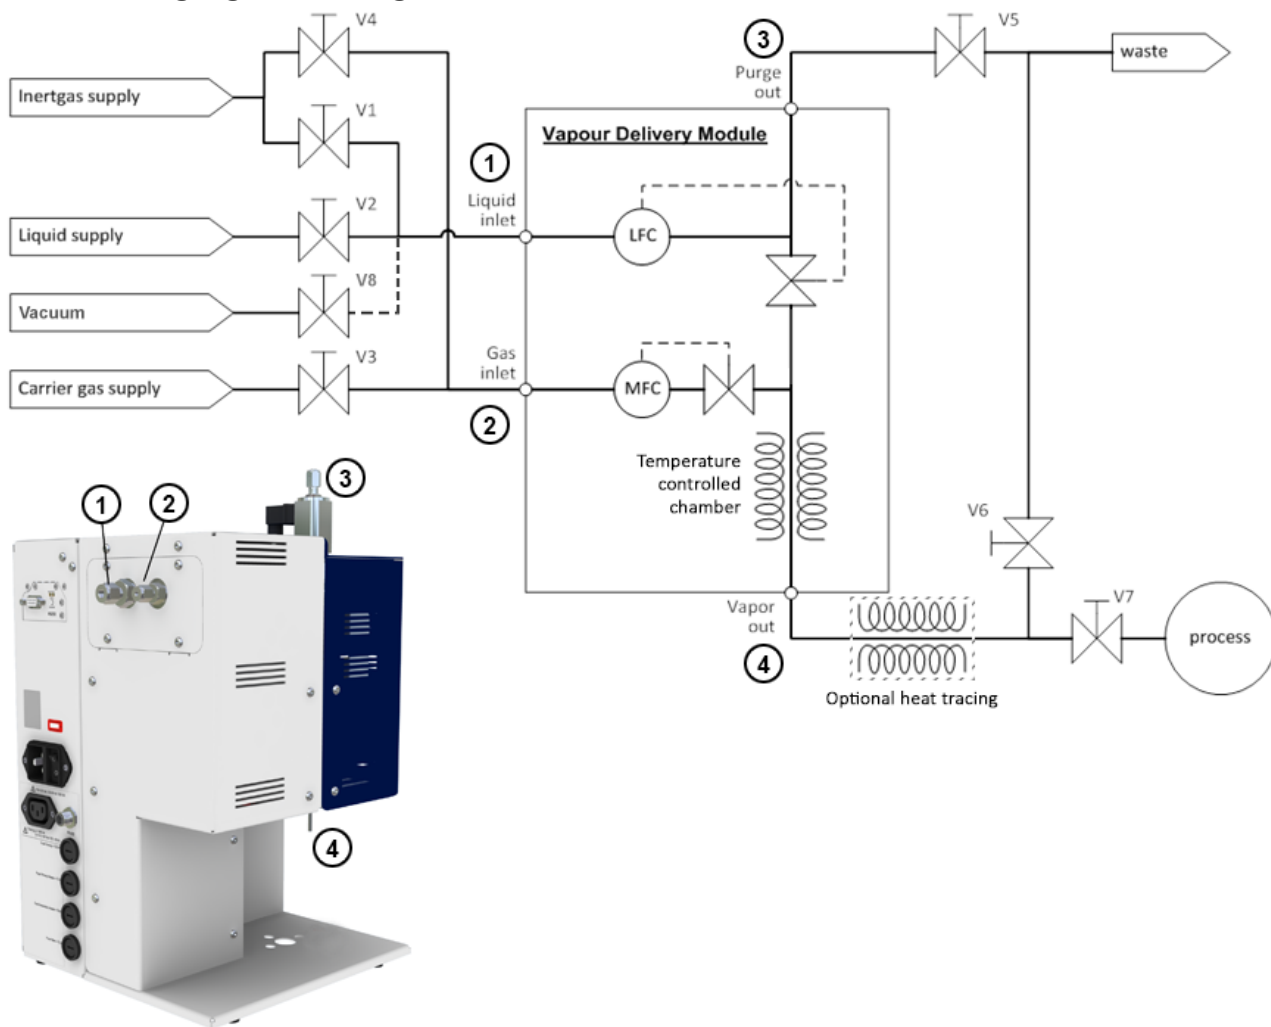 V4
3
V5
Purge
out
waste
Inertgas supply
V1
Vapour Delivery Module
1
Liquid
inlet
V2
Liquid supply
LFC
V8
Vacuum
V3
Gas
inlet
Carrier gas supply
MFC
2
Temperature
controlled
chamber
V6
3
1
2
Vapor
out
V7
process
4
Optional heat tracing
4